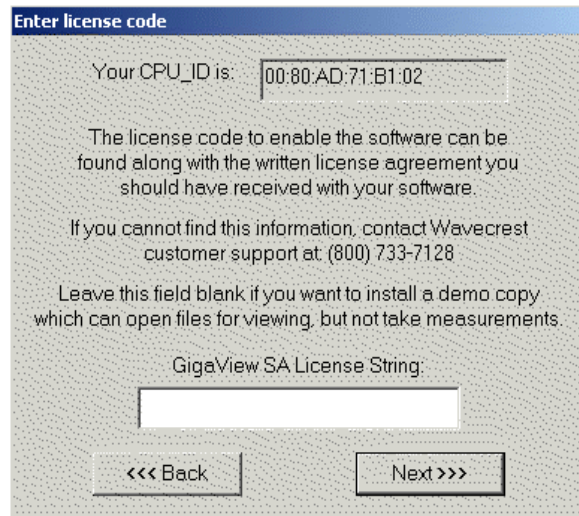 Enter license code
Your CPU_ID is: 00:80:AD:71:B1:02
The license code to enable the software can be
found along with the written license agreement you
should have received with your software.
If you cannot find this information, contact Wavecrest
customer support at: (800) 733-7128
Leave this field blank if you want to install a demo copy
which can open files for viewing, but not take measurements.
GigaView SA License String:
<<< Back Next >>>